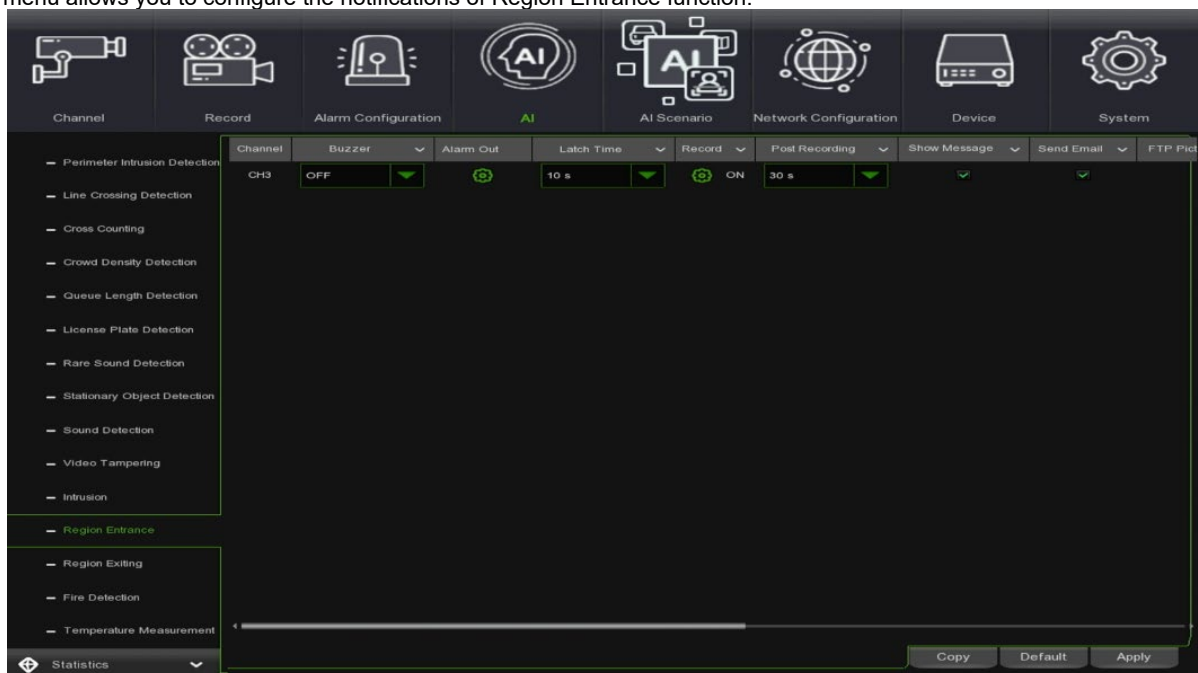 menu allows you to configure the notifications of Region Entrance function.
AI
AI
Channel Record Alarm Configuration AI AI Scenario Network Configuration Device System
Channel Buzzer Alarm Out Latch Time Record Post Recording Show Message Send Email FTP Pict
CH3 OFF 10 s ON 30 s
Perimeter Intrusion Detection
Line Crossing Detection
Cross Counting
Crowd Density Detection
Queue Length Detection
License Plate Detection
Rare Sound Detection
Stationary Object Detection
Sound Detection
Video Tampering
Intrusion
Region Entrance
Region Exiting
Fire Detection
Temperature Measurement
Statistics
Copy Default Apply